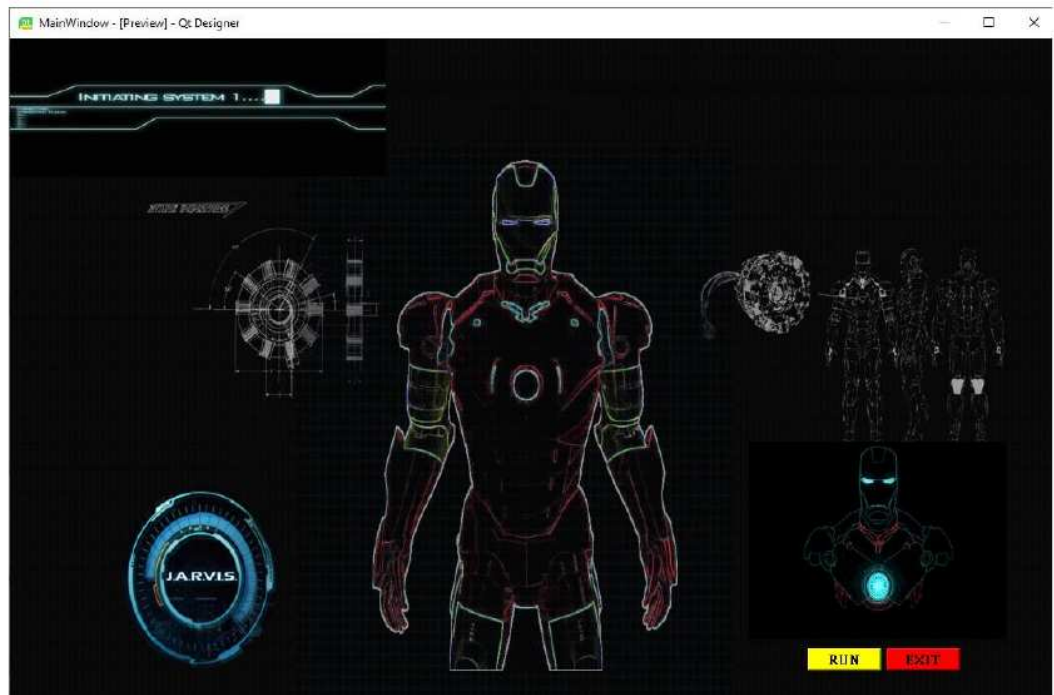 MainWindow - [Preview] - Qt Designer
INITIATING SYSTEM 1....
J.A.R.V.I.S.
RUN
EXIT